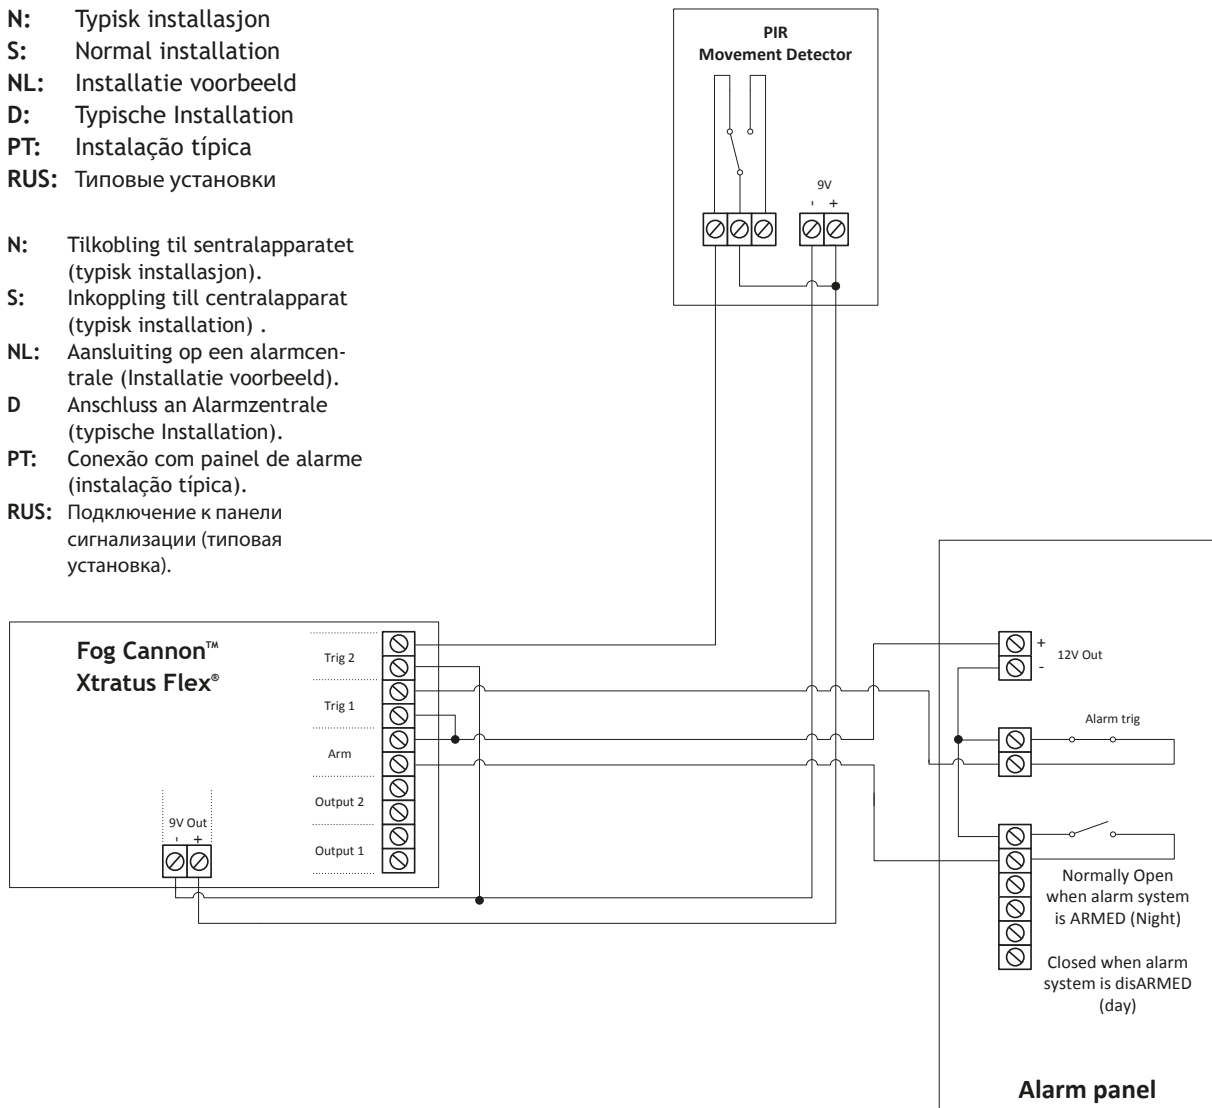 N: Typisk installasjon
S: Normal installation
NL: Installatie voorbeeld
D: Typische Installation
PT: Instalação típica
RUS: Типовые установки
N: Tilkobling til sentralapparatet
(typisk installasjon).
S: Inkoppling till centralapparat
(typisk installation) .
NL: Aansluiting op een alarmcen-
trale (Installatie voorbeeld).
D Anschluss an Alarmzentrale
(typische Installation).
PT: Conexão com painel de alarme
(instalação típica).
RUS: Подключение к панели
сигнализации (типовая
установка).
PIR
Movement Detector
9V
- +
Fog Cannon™
Xtratus Flex®
Trig 2
Trig 1
Arm
Output 2
Output 1
9V Out
- +
+
12V Out
-
Alarm trig
Normally Open
when alarm system
is ARMED (Night)
Closed when alarm
system is disARMED
(day)
Alarm panel